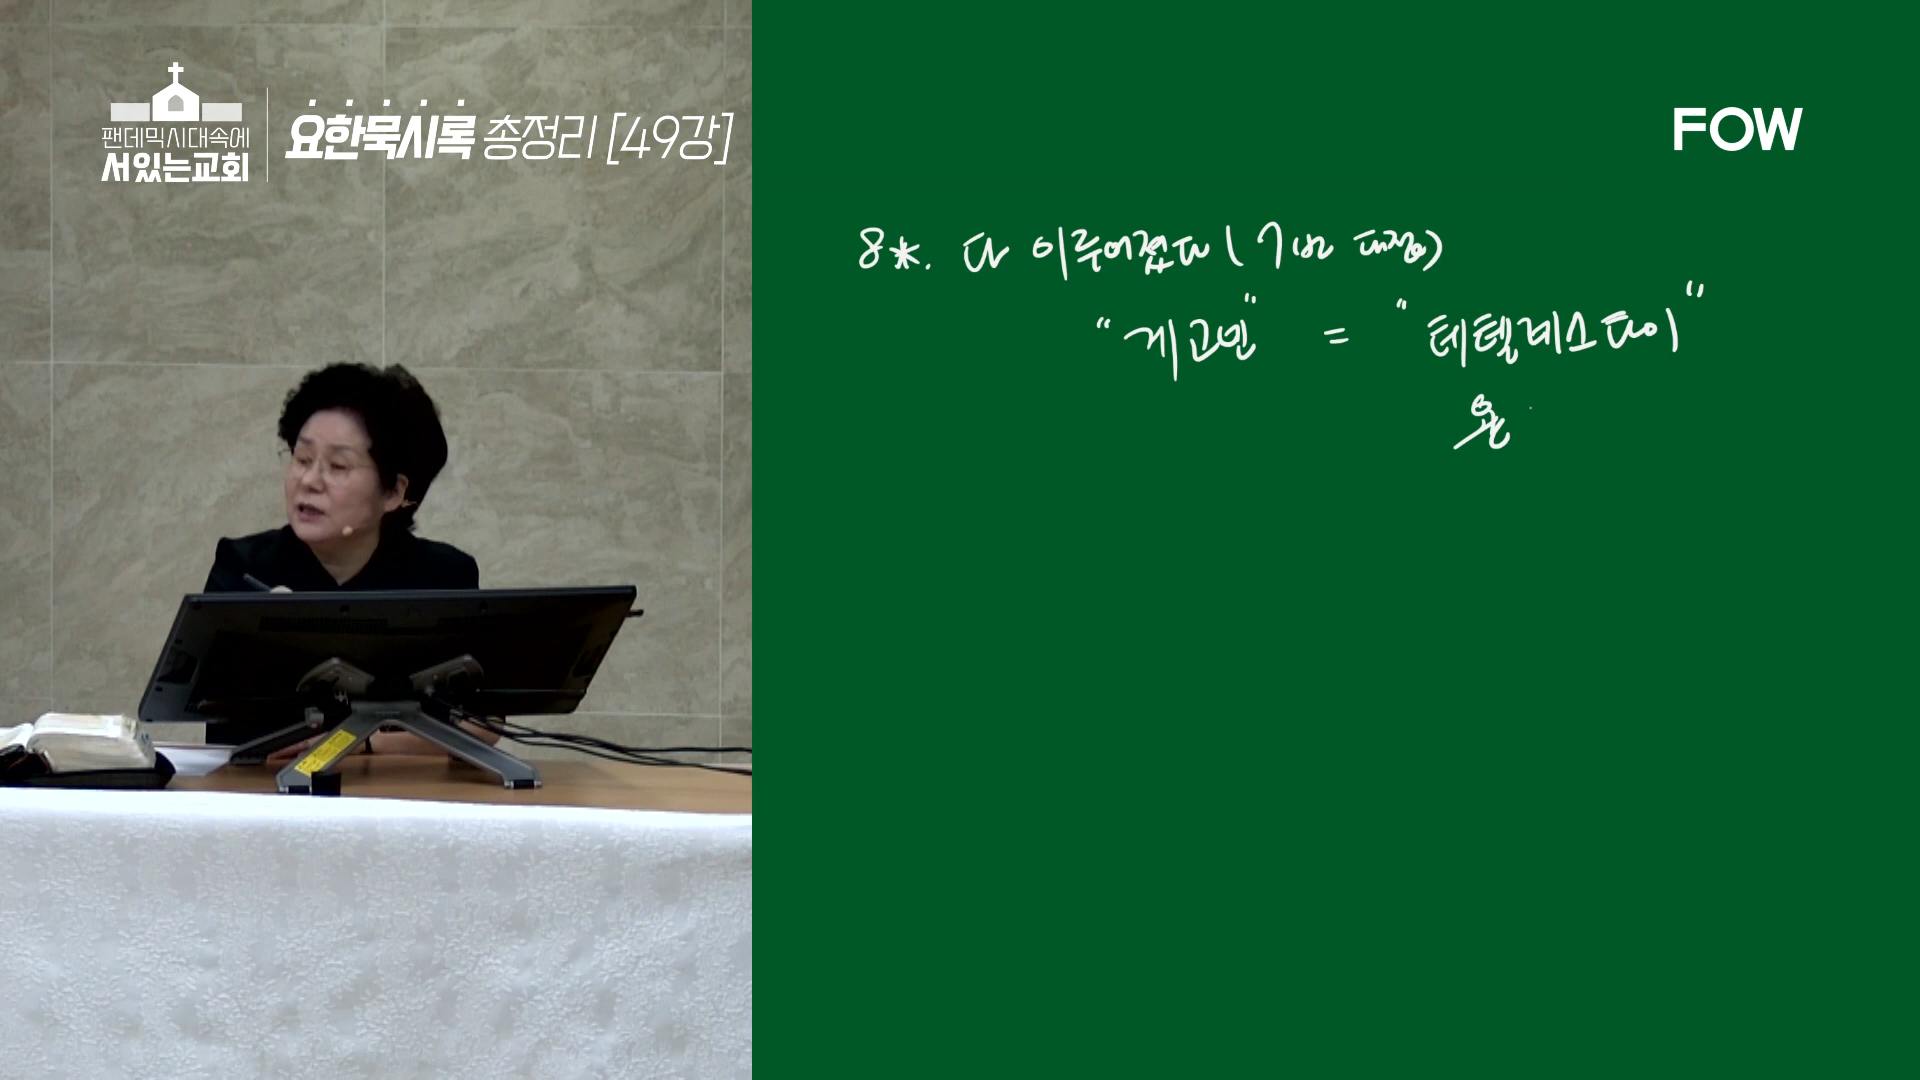 팬데믹시대속에
서있는교회
요한묵시록 총정리 [49강]
FOW
8*. 다 이루어졌다 (7번 대접)
"게고넨" = "테텔레스타이"
요